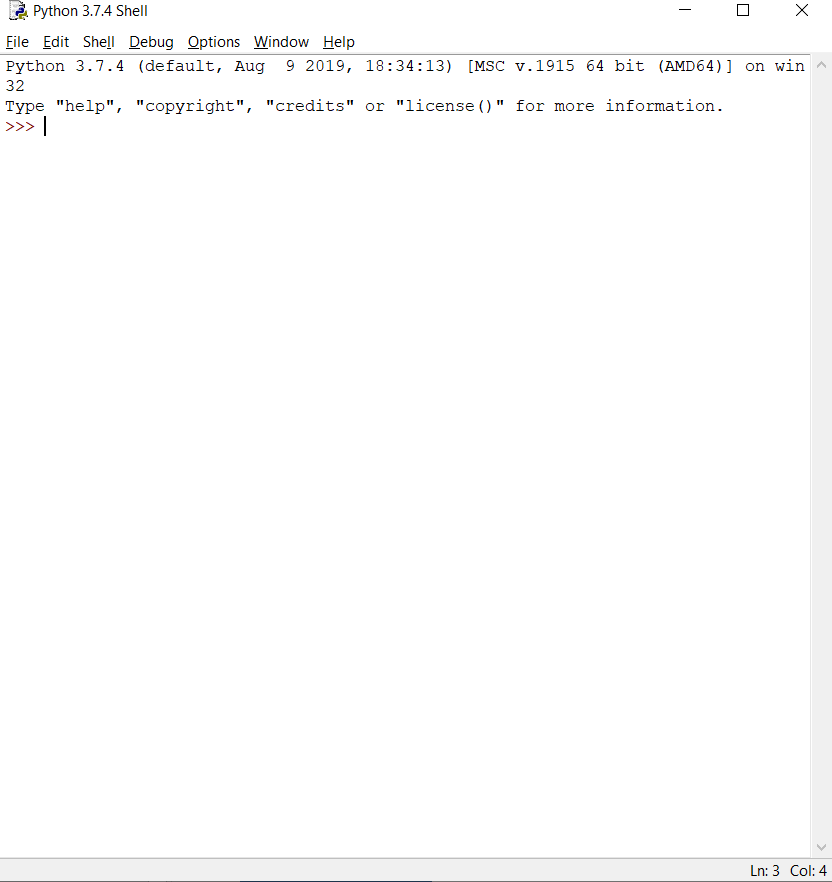 Python 3.7.4 Shell
File Edit Shell Debug Options Window Help
Python 3.7.4 (default, Aug  9 2019, 18:34:13) [MSC v.1915 64 bit (AMD64)] on win
32
Type "help", "copyright", "credits" or "license()" for more information.
>>>
Ln: 3 Col: 4